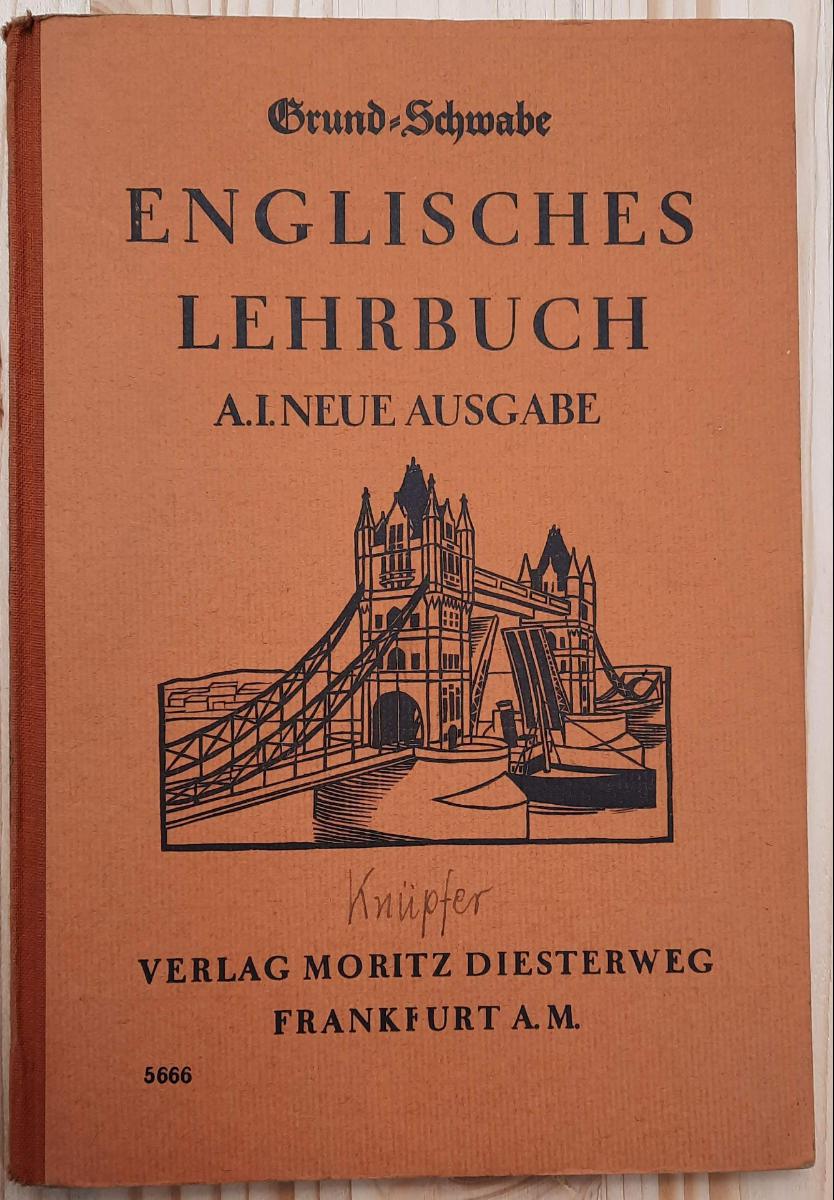 Grund-Schwabe
ENGLISCHES
LEHRBUCH
A.I. NEUE AUSGABE
Knüpfer
VERLAG MORITZ DIESTERWEG
FRANKFURT A. M.
5666